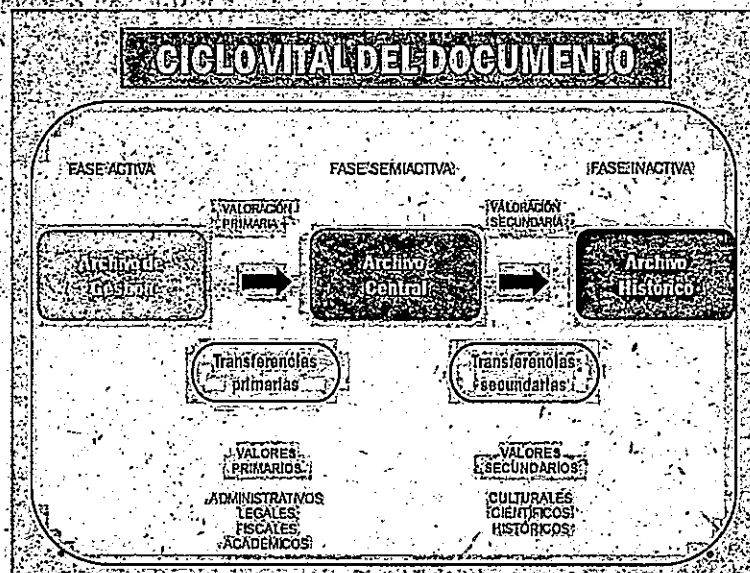 CICLO VITAL DEL DOCUMENTO
FASE ACTIVA
FASE SEMIACTIVA
FASE INACTIVA
VALORACIÓN
PRIMARIA
VALORACIÓN
SECUNDARIA
Archivo de
Gestión
Archivo
Central
Archivo
Histórico
Transferencias
primarias
Transferencias
secundarias
VALORES
PRIMARIOS
VALORES
SECUNDARIOS
ADMINISTRATIVOS
LEGALES
FISCALES
ACADÉMICOS
CULTURALES
CIENTÍFICOS
HISTÓRICOS